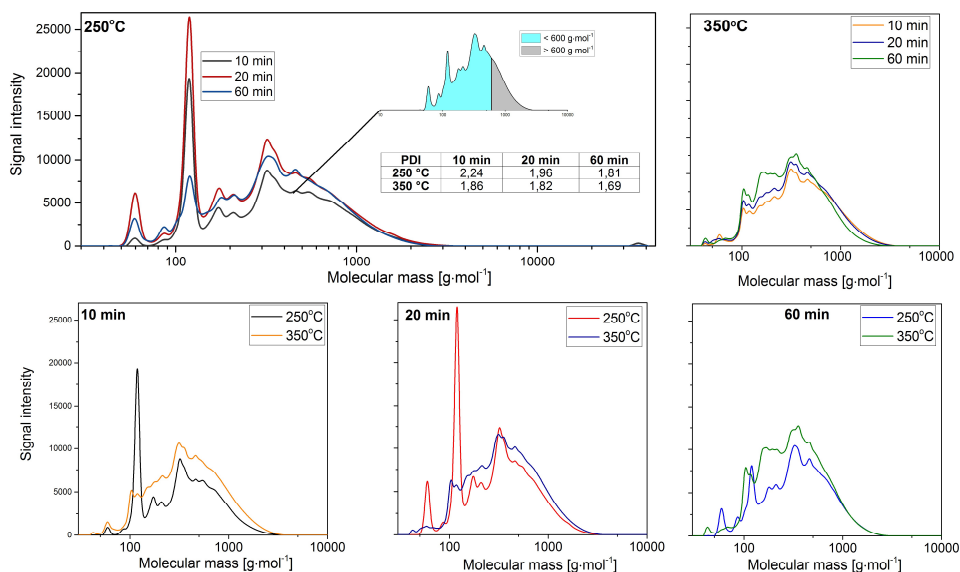 250°C
10 min
20 min
60 min
< 600 g·mol⁻¹
> 600 g·mol⁻¹
10 100 1000 10000
PDI 10 min 20 min 60 min
250 °C 2,24 1,96 1,81
350 °C 1,86 1,82 1,69
Signal intensity
25000
20000
15000
10000
5000
0
100 1000 10000
Molecular mass [g·mol⁻¹]
350°C
10 min
20 min
60 min
100 1000 10000
Molecular mass [g·mol⁻¹]
10 min
250°C
350°C
Signal intensity
25000
20000
15000
10000
5000
0
100 1000 10000
Molecular mass [g·mol⁻¹]
20 min
250°C
350°C
100 1000 10000
Molecular mass [g·mol⁻¹]
60 min
250°C
350°C
100 1000 10000
Molecular mass [g·mol⁻¹]